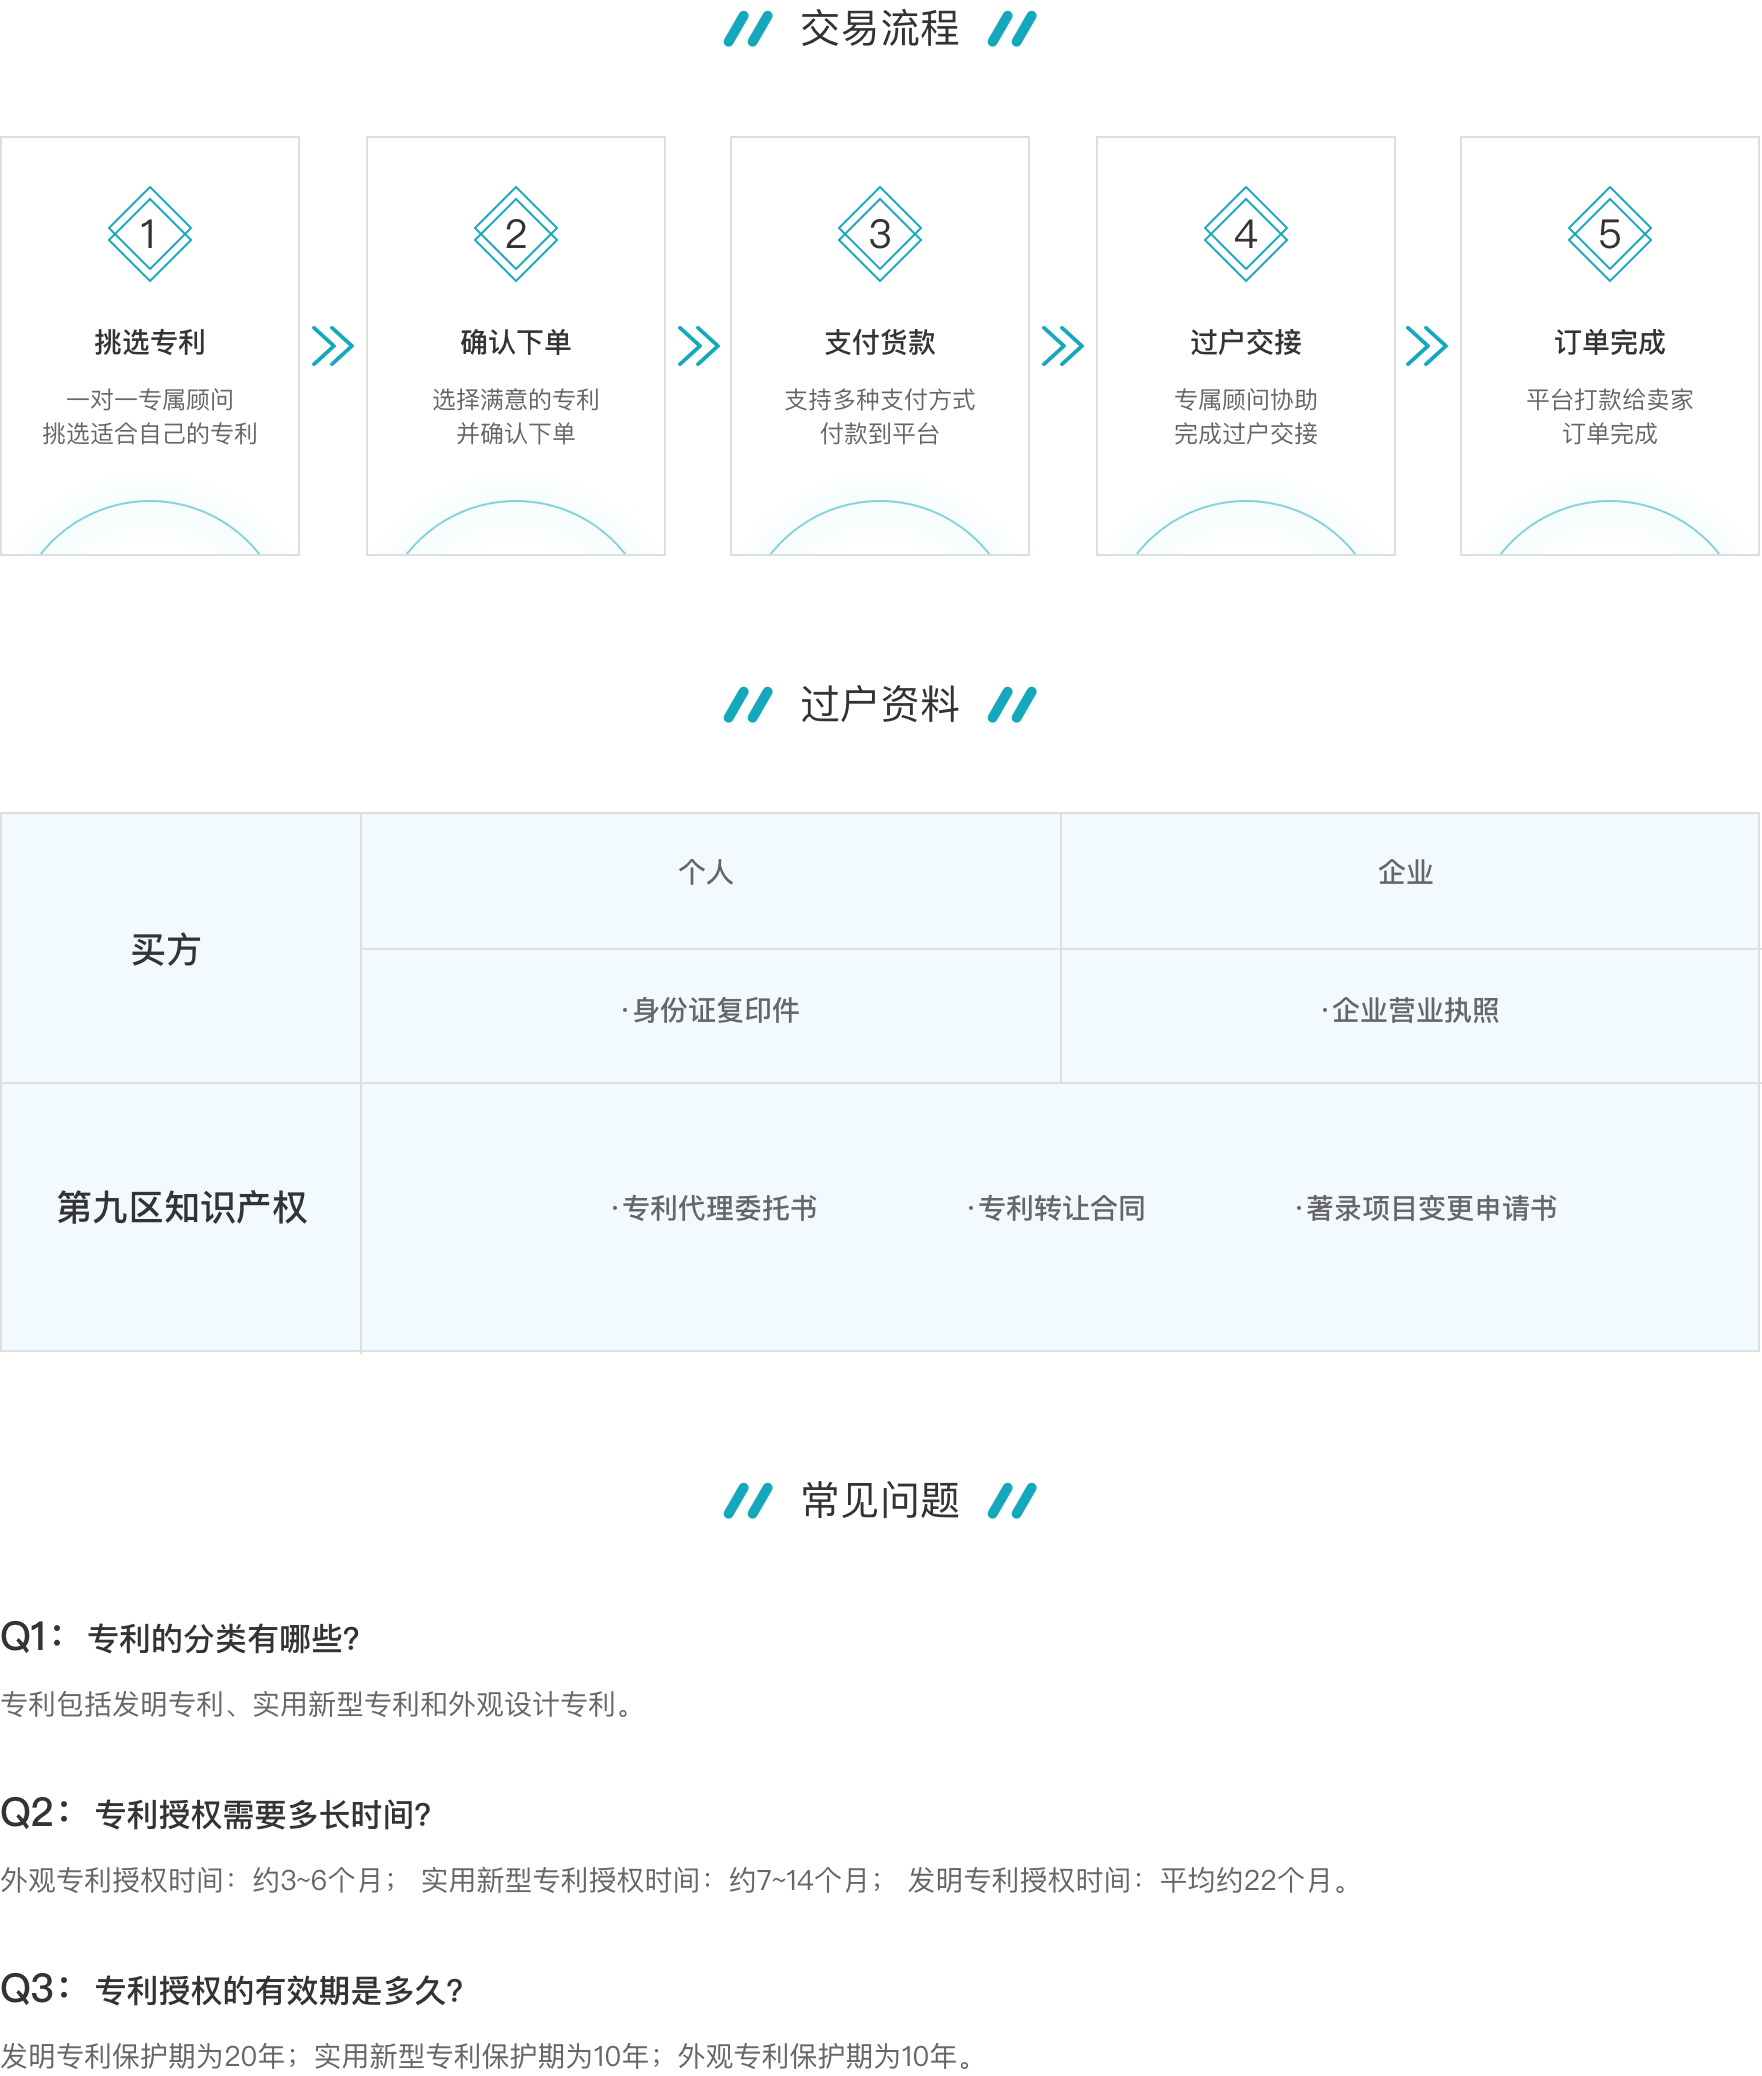 交易流程
1
挑选专利
一对一专属顾问
挑选适合自己的专利
2
确认下单
选择满意的专利
并确认下单
3
支付货款
支持多种支付方式
付款到平台
4
过户交接
专属顾问协助
完成过户交接
5
订单完成
平台打款给卖家
订单完成
过户资料
买方
个人
企业
·身份证复印件
·企业营业执照
第九区知识产权
·专利代理委托书
·专利转让合同
·著录项目变更申请书
常见问题
Q1：专利的分类有哪些?
专利包括发明专利、实用新型专利和外观设计专利。
Q2：专利授权需要多长时间?
外观专利授权时间：约3~6个月； 实用新型专利授权时间：约7~14个月； 发明专利授权时间：平均约22个月。
Q3：专利授权的有效期是多久?
发明专利保护期为20年；实用新型专利保护期为10年；外观专利保护期为10年。